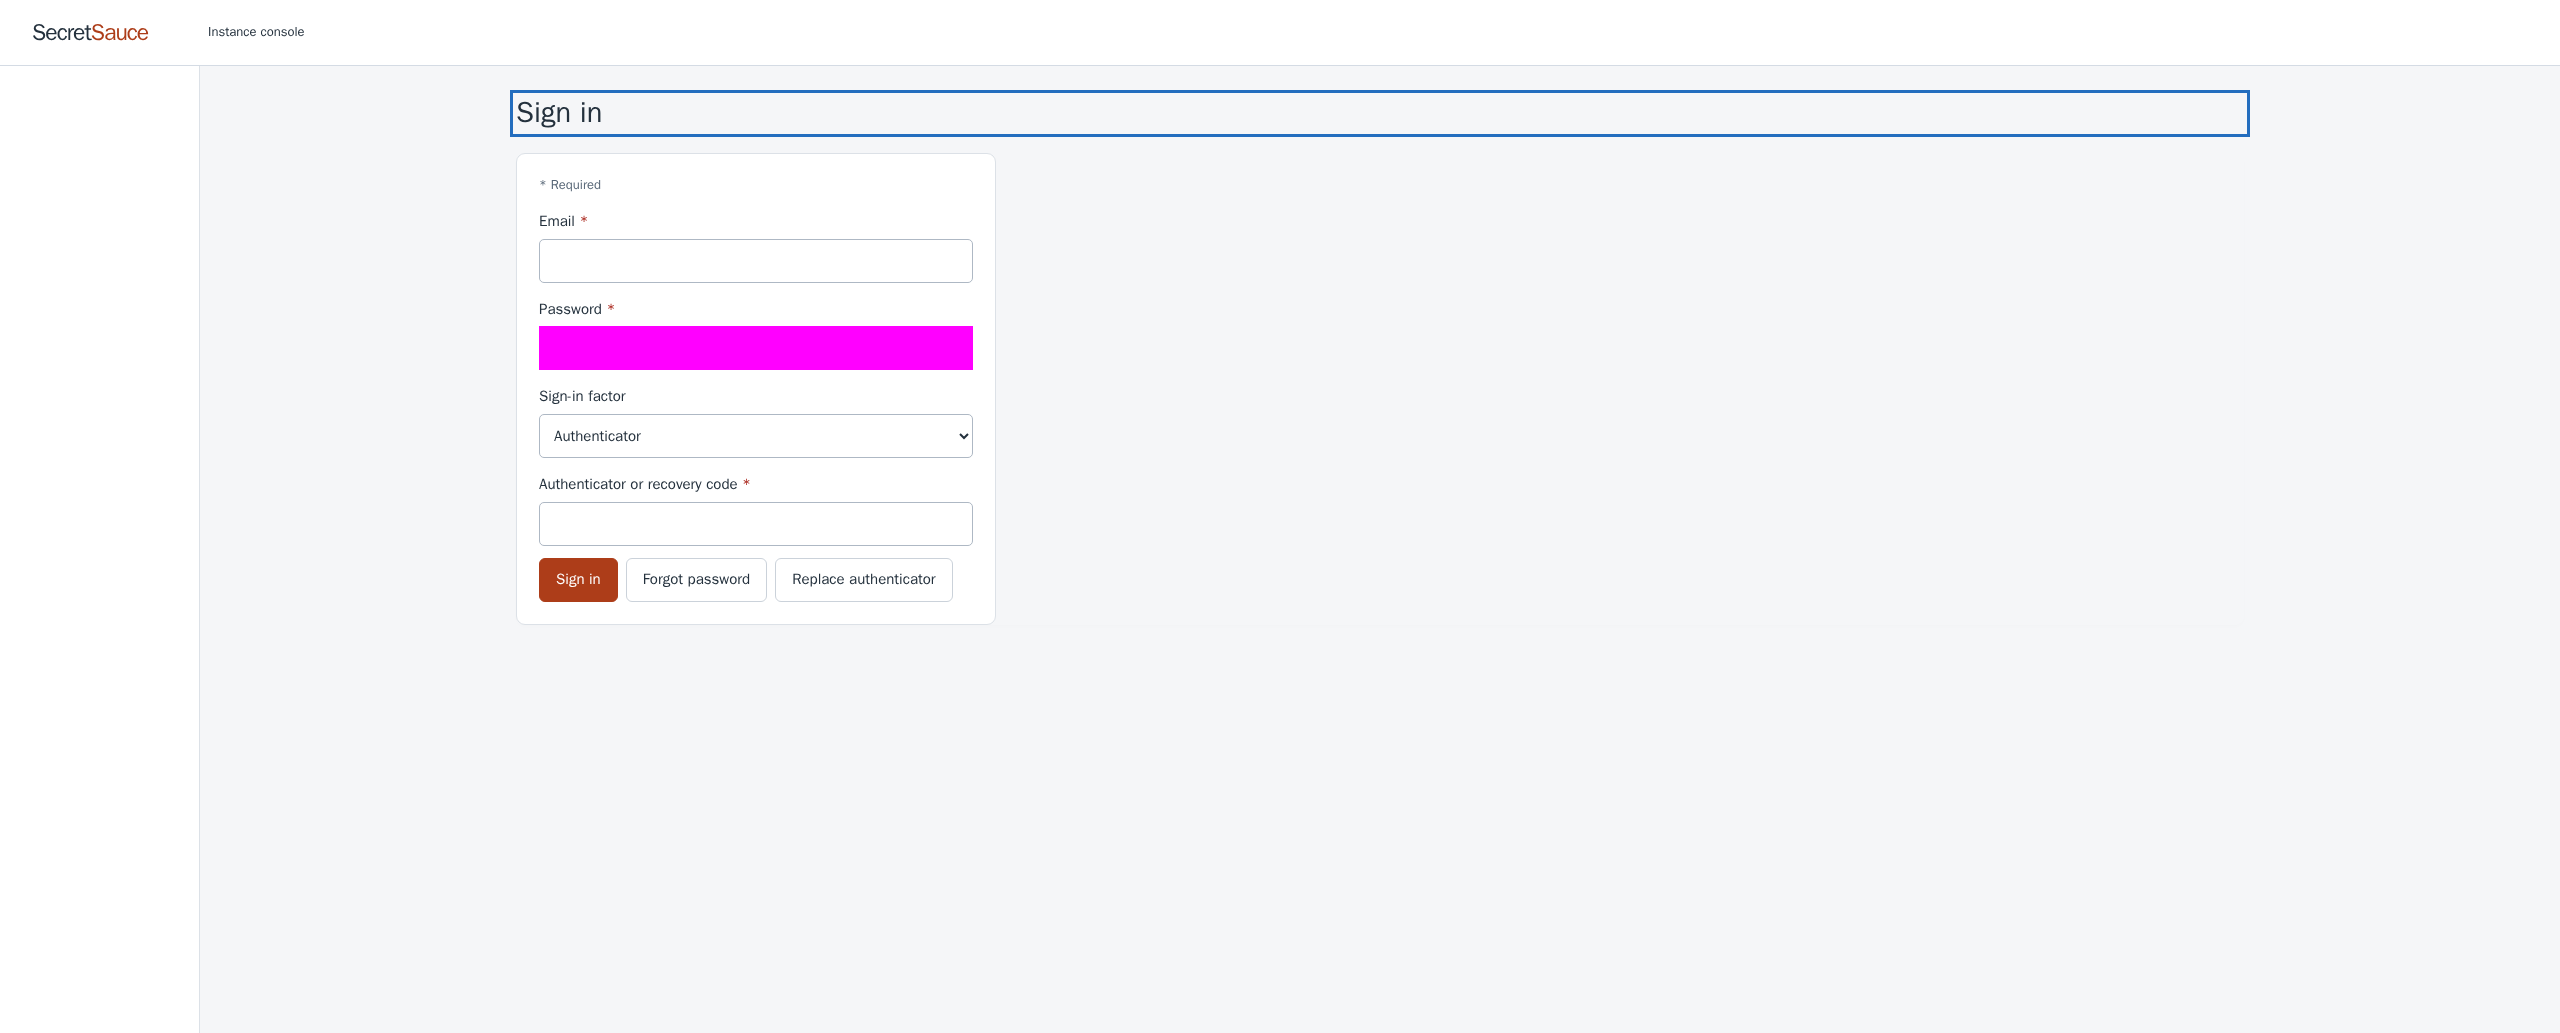 SecretSauce
Instance console
Sign in
* Required
Email *
Password *
Sign-in factor
Authenticator
Authenticator or recovery code *
Sign in
Forgot password
Replace authenticator